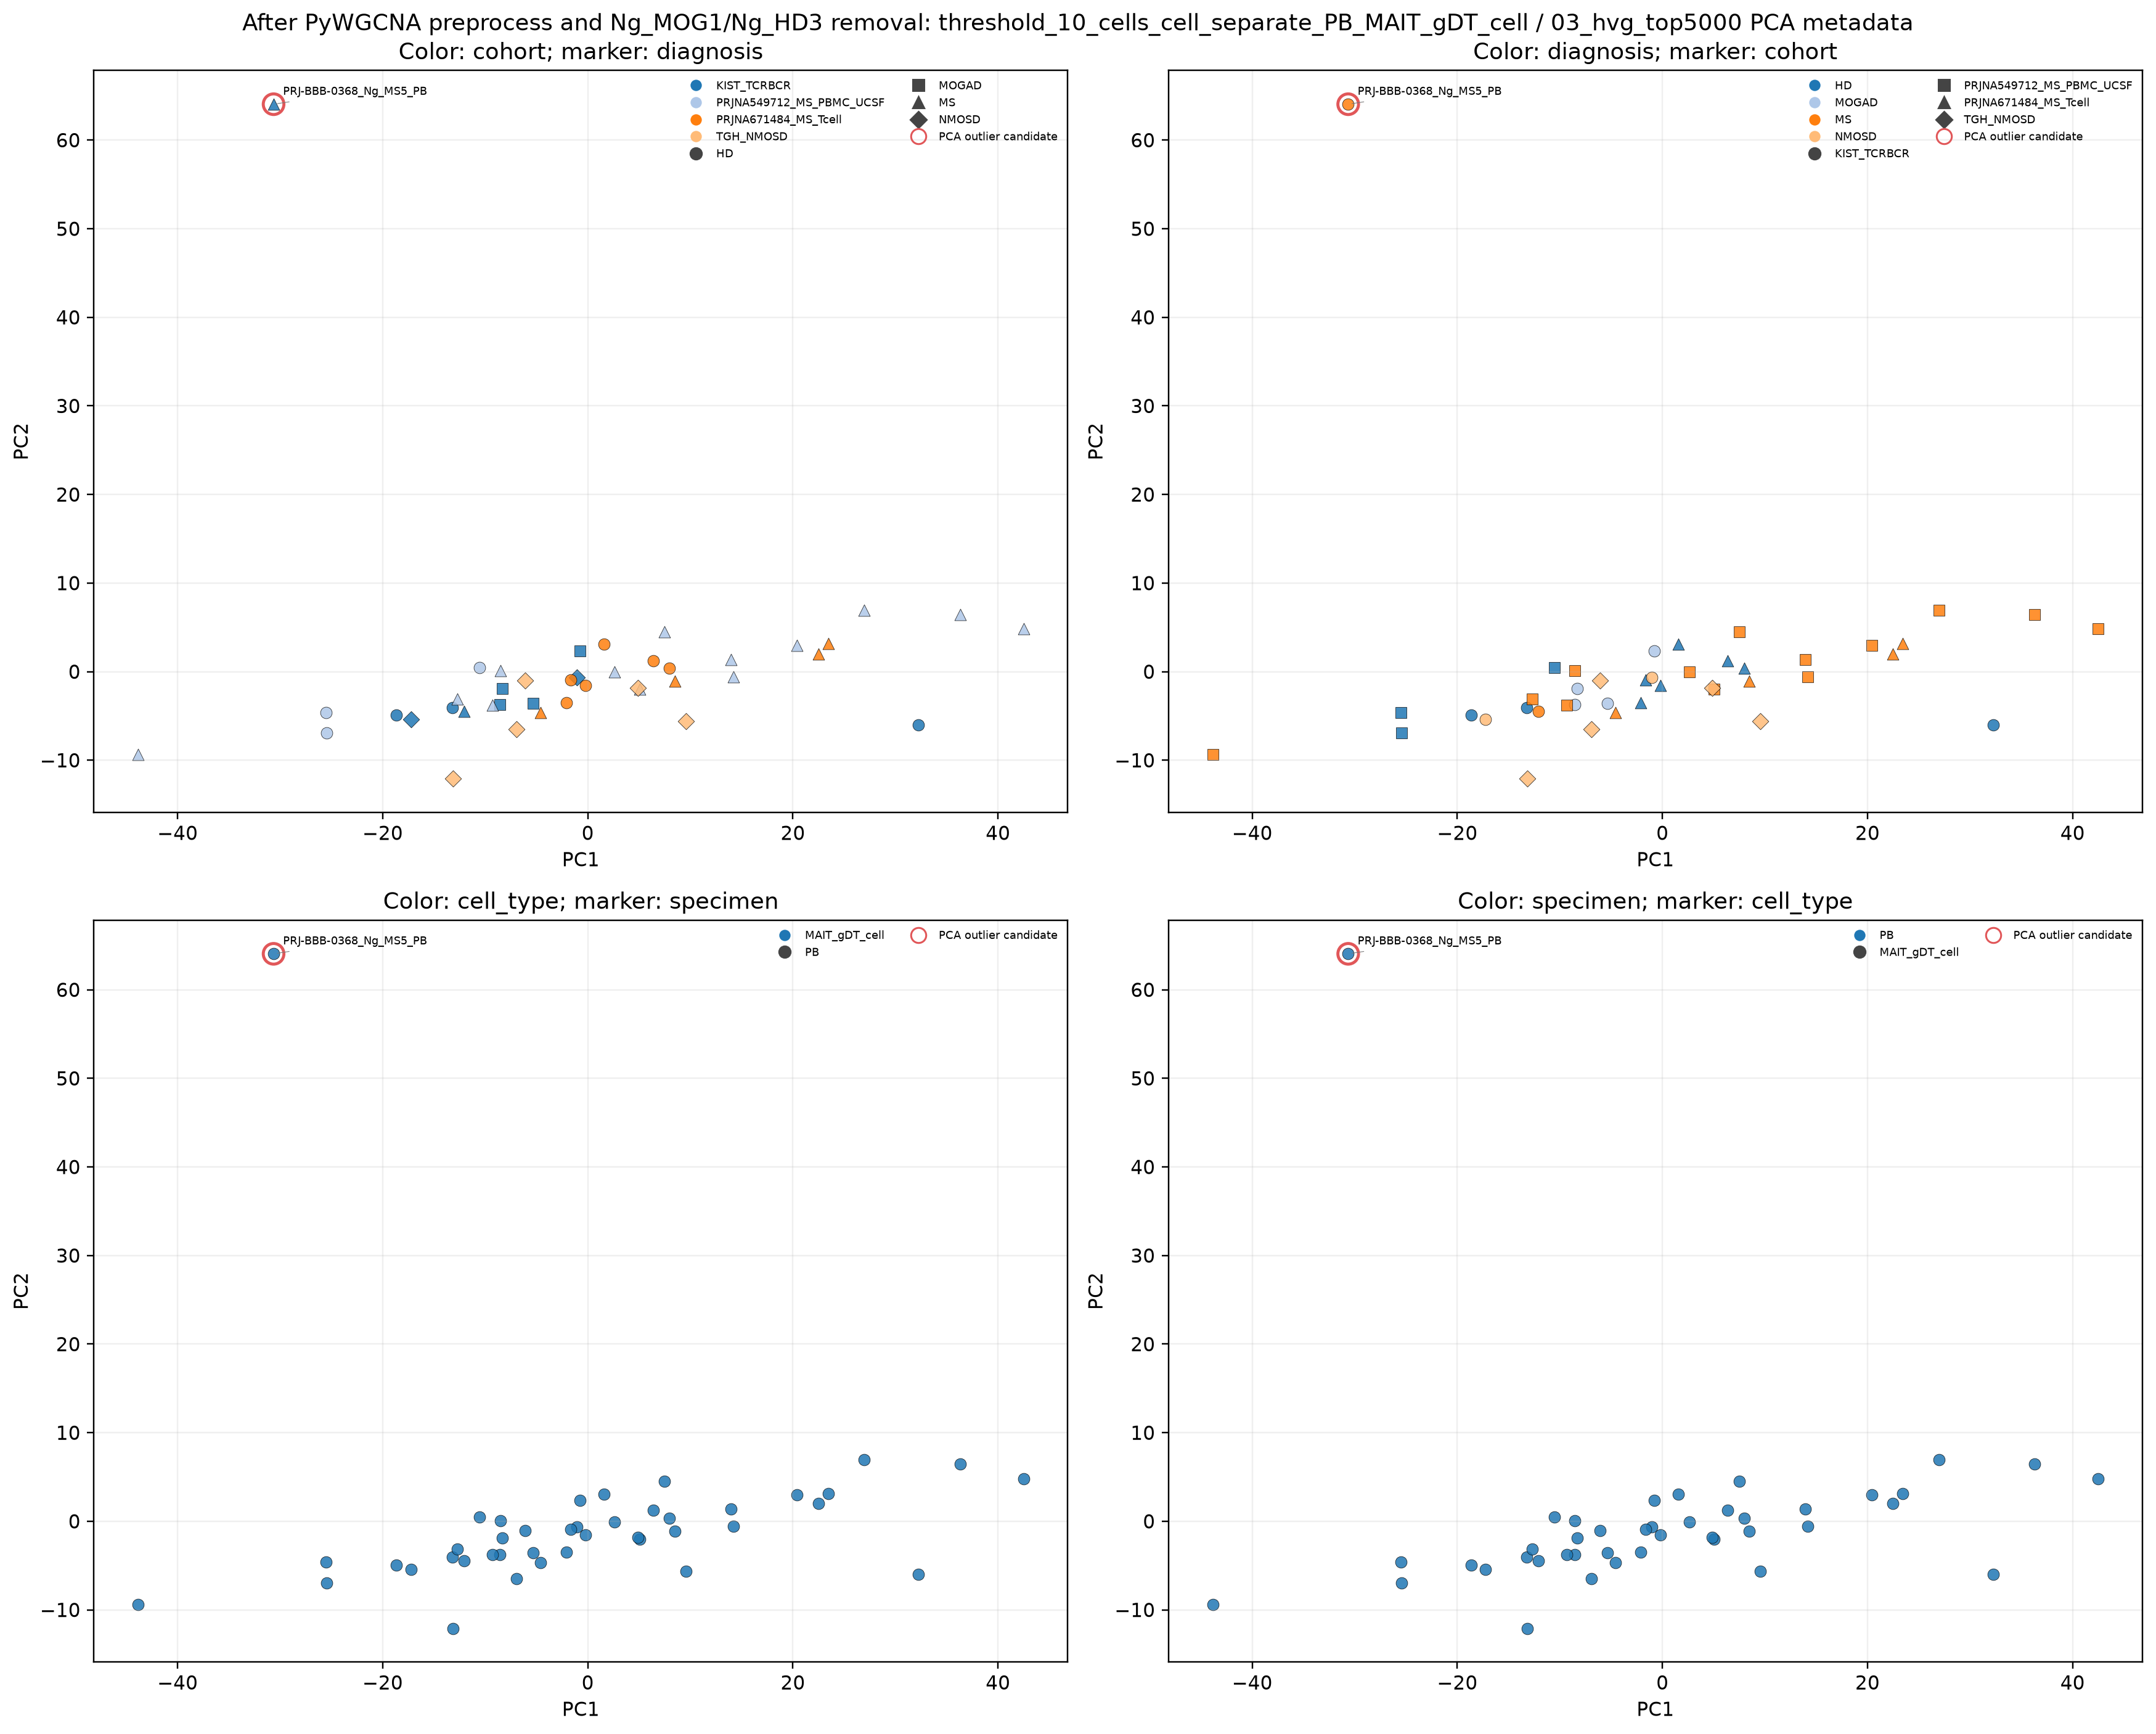 After PyWGCNA preprocess and Ng_MOG1/Ng_HD3 removal: threshold_10_cells_cell_separate_PB_MAIT_gDT_cell / 03_hvg_top5000 PCA metadata
Color: cohort; marker: diagnosis
PRJ-BBB-0368_Ng_MS5_PB
KIST_TCRBCR
PRJNA549712_MS_PBMC_UCSF
PRJNA671484_MS_Tcell
TGH_NMOSD
HD
MOGAD
MS
NMOSD
PCA outlier candidate
60
50
40
30
20
10
0
−10
PC2
−40 −20 0 20 40
PC1
Color: diagnosis; marker: cohort
PRJ-BBB-0368_Ng_MS5_PB
HD
MOGAD
MS
NMOSD
KIST_TCRBCR
PRJNA549712_MS_PBMC_UCSF
PRJNA671484_MS_Tcell
TGH_NMOSD
PCA outlier candidate
60
50
40
30
20
10
0
−10
PC2
−40 −20 0 20 40
PC1
Color: cell_type; marker: specimen
PRJ-BBB-0368_Ng_MS5_PB
MAIT_gDT_cell
PB
PCA outlier candidate
60
50
40
30
20
10
0
−10
PC2
−40 −20 0 20 40
PC1
Color: specimen; marker: cell_type
PRJ-BBB-0368_Ng_MS5_PB
PB
MAIT_gDT_cell
PCA outlier candidate
60
50
40
30
20
10
0
−10
PC2
−40 −20 0 20 40
PC1